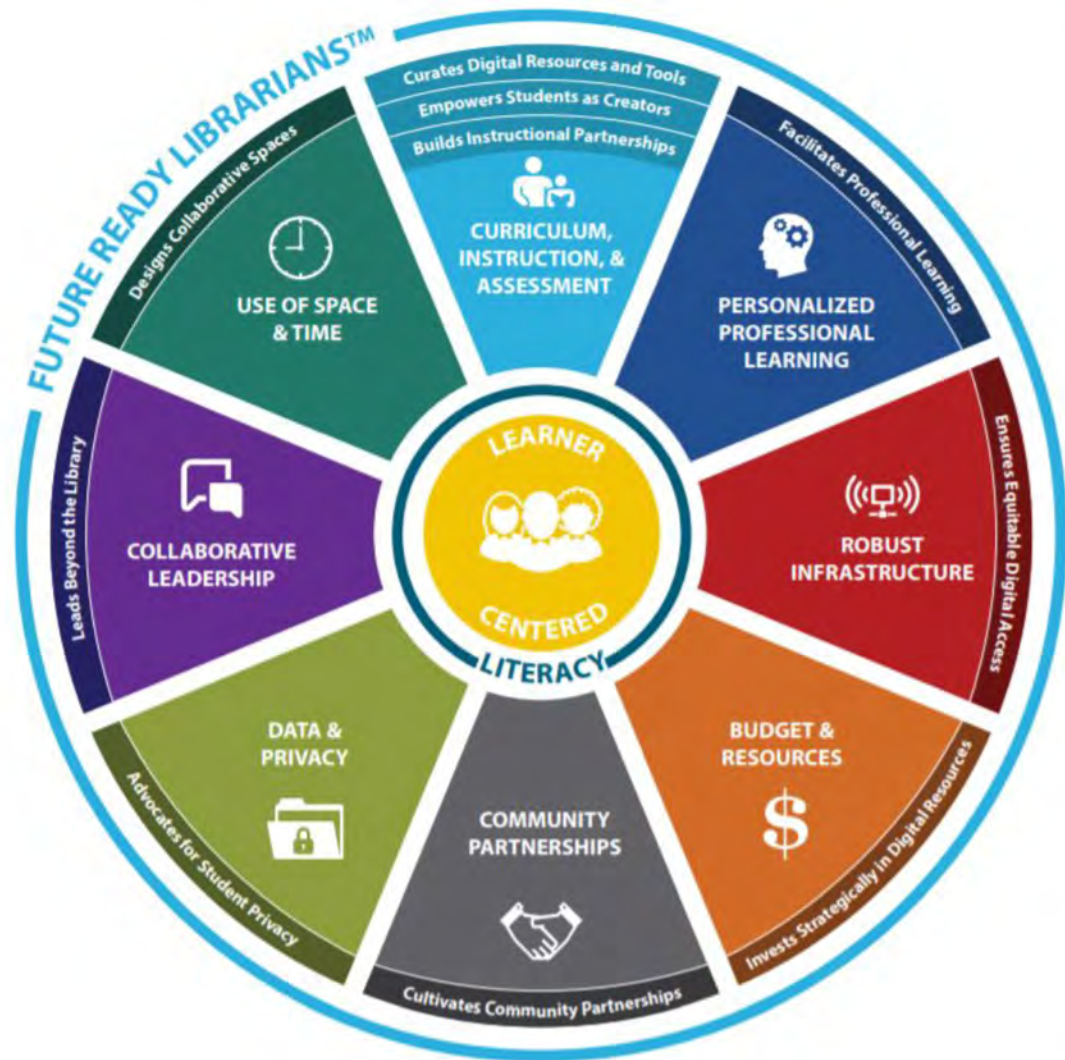 FUTURE READY LIBRARIANS™
Curates Digital Resources and Tools
Empowers Students as Creators
Builds Instructional Partnerships
CURRICULUM,
INSTRUCTION, &
ASSESSMENT
Facilitates Professional Learning
PERSONALIZED
PROFESSIONAL
LEARNING
Ensures Equitable Digital Access
ROBUST
INFRASTRUCTURE
Invests Strategically in Digital Resources
BUDGET &
RESOURCES
$
COMMUNITY
PARTNERSHIPS
Cultivates Community Partnerships
DATA &
PRIVACY
Advocates for Student Privacy
COLLABORATIVE
LEADERSHIP
Leads Beyond the Library
USE OF SPACE
& TIME
Designs Collaborative Spaces
LEARNER
CENTERED
LITERACY